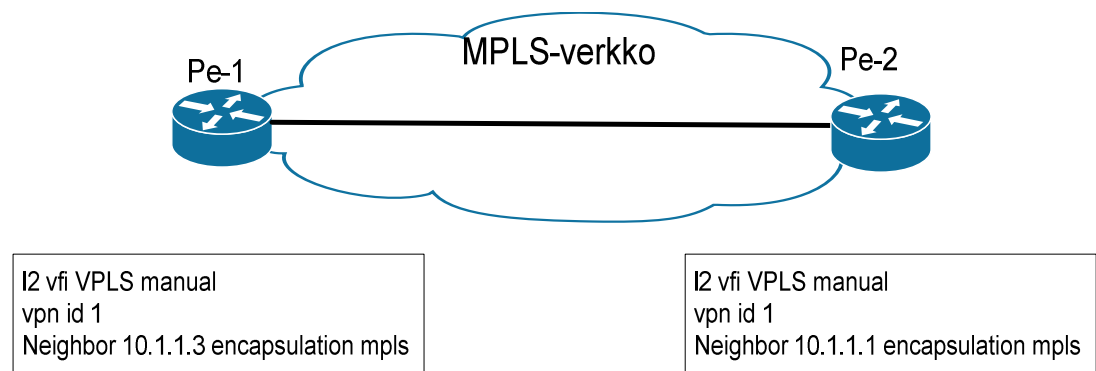 MPLS-verkko
Pe-1
Pe-2
l2 vfi VPLS manual
vpn id 1
Neighbor 10.1.1.3 encapsulation mpls
l2 vfi VPLS manual
vpn id 1
Neighbor 10.1.1.1 encapsulation mpls